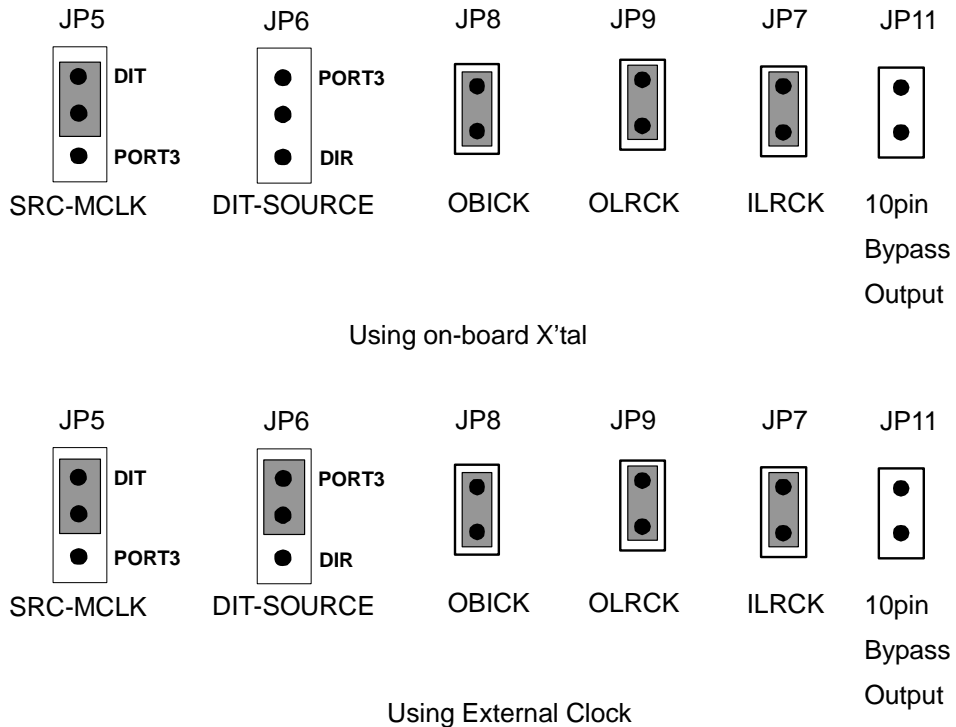 JP5 JP6 JP8 JP9 JP7 JP11
DIT PORT3
PORT3 DIR
SRC-MCLK DIT-SOURCE OBICK OLRCK ILRCK 10pin
Bypass
Output
Using on-board X'tal
JP5 JP6 JP8 JP9 JP7 JP11
DIT PORT3
PORT3 DIR
SRC-MCLK DIT-SOURCE OBICK OLRCK ILRCK 10pin
Bypass
Output
Using External Clock